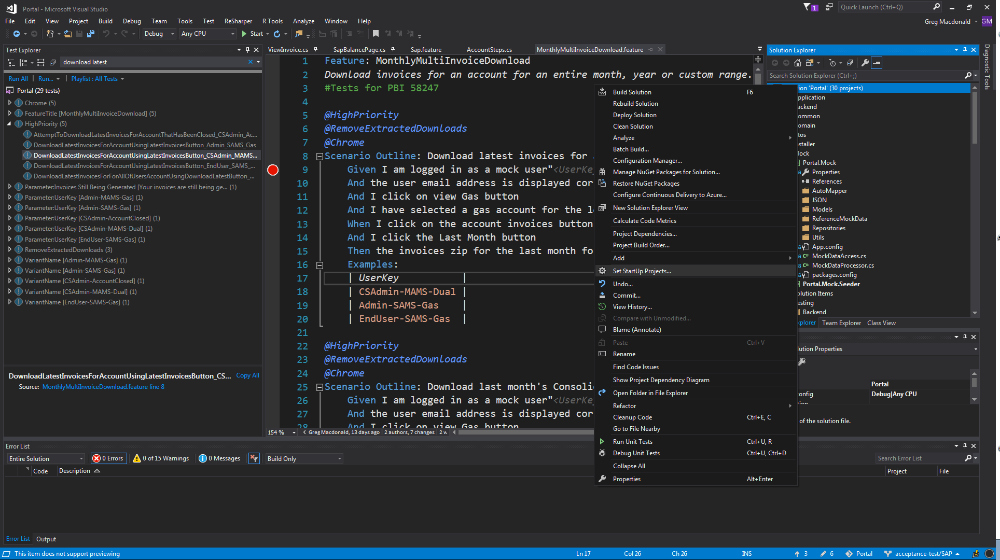 Portal - Microsoft Visual Studio
1
Quick Launch (Ctrl+Q)
File Edit View Project Build Debug Team Tools Test ReSharper R Tools Analyze Window Help
Greg Macdonald GM
Debug Any CPU Start
Test Explorer
download latest
Run All Run... Playlist : All Tests
Portal (29 tests)
Chrome (5)
FeatureTitle [MonthlyMultiInvoiceDownload] (5)
HighPriority (5)
AttemptToDownloadLatestInvoicesForAccountThatHasBeenClosed_CSAdmin_Ac...
DownloadLatestInvoicesForAccountUsingLatestInvoicesButton_Admin_SAMS_Gas
DownloadLatestInvoicesForAccountUsingLatestInvoicesButton_CSAdmin_MAMS...
DownloadLatestInvoicesForAccountUsingLatestInvoicesButton_EndUser_SAMS_...
DownloadLatestInvoicesForForAllOfUsersAccountUsingDownloadLatestButton_...
Parameter:Invoices Still Being Generated [Your invoices are still being ge... (1)
Parameter:UserKey [Admin-MAMS-Gas] (1)
Parameter:UserKey [Admin-SAMS-Gas] (1)
Parameter:UserKey [CSAdmin-AccountClosed] (1)
Parameter:UserKey [CSAdmin-MAMS-Dual] (1)
Parameter:UserKey [EndUser-SAMS-Gas] (1)
RemoveExtractedDownloads (3)
VariantName [Admin-MAMS-Gas] (1)
VariantName [Admin-SAMS-Gas] (1)
VariantName [CSAdmin-AccountClosed] (1)
VariantName [CSAdmin-MAMS-Dual] (1)
VariantName [EndUser-SAMS-Gas] (1)
DownloadLatestInvoicesForAccountUsingLatestInvoicesButton_CS... Copy All
Source: MonthlyMultiInvoiceDownload.feature line 8
ViewInvoice.cs SapBalancePage.cs Sap.feature AccountSteps.cs MonthlyMultiInvoiceDownload.feature
1 Feature: MonthlyMultiInvoiceDownload
2 Download invoices for an account for an entire month, year or custom range.
3 #Tests for PBI 58247
4
5 @HighPriority
6 @RemoveExtractedDownloads
7 @Chrome
8 Scenario Outline: Download latest invoices for
9 Given I am logged in as a mock user"<UserKe
10 And the user email address is displayed cor
11 And I click on view Gas button
12 And I have selected a gas account for the l
13 When I click on the account invoices button
14 And I click the Last Month button
15 Then the invoices zip for the last month fo
16 Examples:
17 | UserKey |
18 | CSAdmin-MAMS-Dual |
19 | Admin-SAMS-Gas |
20 | EndUser-SAMS-Gas |
21
22 @HighPriority
23 @RemoveExtractedDownloads
24 @Chrome
25 Scenario Outline: Download last month's Consoli
26 Given I am logged in as a mock user"<UserKe
27 And the user email address is displayed cor
28 And I click on view Gas button
154 % Greg Macdonald, 13 days ago | 2 authors, 7 changes | 2 w
Build Solution F6
Rebuild Solution
Deploy Solution
Clean Solution
Analyze
Batch Build...
Configuration Manager...
Manage NuGet Packages for Solution...
Restore NuGet Packages
Configure Continuous Delivery to Azure...
New Solution Explorer View
Calculate Code Metrics
Project Dependencies...
Project Build Order...
Add
Set StartUp Projects...
Undo...
Commit...
View History...
Compare with Unmodified...
Blame (Annotate)
Paste Ctrl+V
Rename
Find Code Issues
Show Project Dependency Diagram
Open Folder in File Explorer
Refactor
Cleanup Code Ctrl+E, C
Go to File Nearby
Run Unit Tests Ctrl+U, R
Debug Unit Tests Ctrl+U, Ctrl+D
Collapse All
Properties Alt+Enter
Solution Explorer
Search Solution Explorer (Ctrl+;)
ion 'Portal' (30 projects)
pplication
ackend
ommon
omain
tos
nstaller
Mock
Portal.Mock
Properties
References
AutoMapper
JSON
Models
ReferenceMockData
Repositories
Utils
App.config
MockDataAccess.cs
MockDataProcessor.cs
packages.config
Portal.Mock.Seeder
olution Items
esting
Backend
xplorer Team Explorer Class View
lution Properties
Portal
onfig Debug|Any CPU
of the solution file.
Diagnostic Tools
Error List
Entire Solution 0 Errors 0 of 15 Warnings 0 Messages Build Only
Search Error List
Code Description Project File
Error List Output
This item does not support previewing Ln 17 Col 26 Ch 26 INS 3 6 Portal acceptance-test/SAP